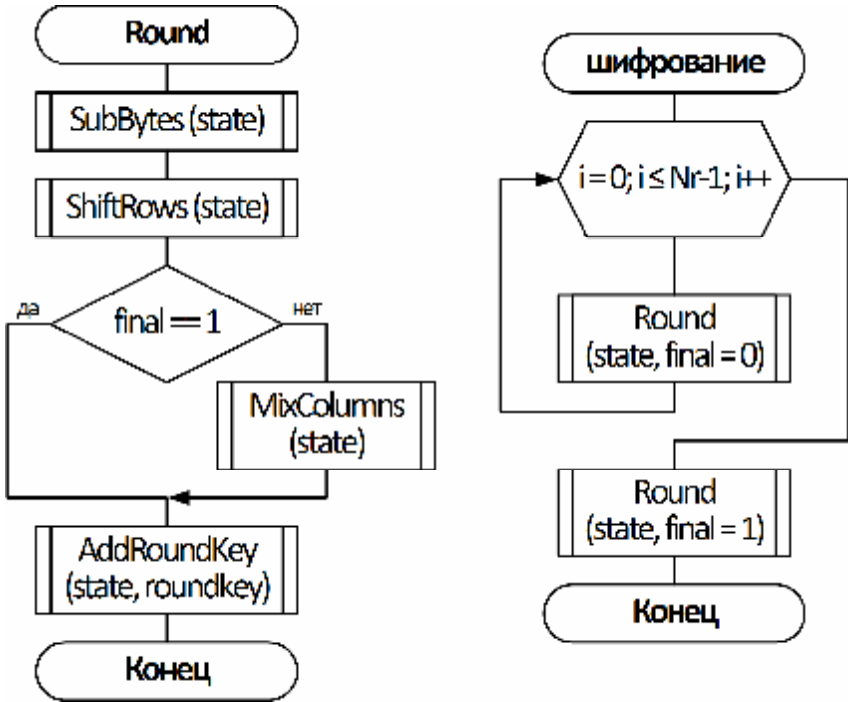 Round
SubBytes (state)
ShiftRows (state)
да
final == 1
нет
MixColumns
(state)
AddRoundKey
(state, roundkey)
Конец
шифрование
i = 0; i ≤ Nr-1; i++
Round
(state, final = 0)
Round
(state, final = 1)
Конец